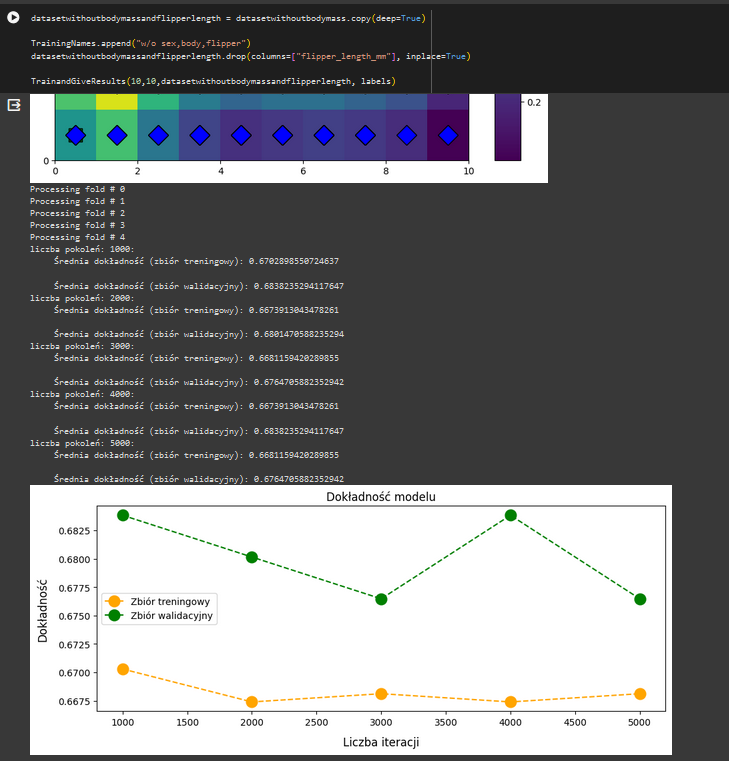 datasetwithoutbodymassandflipperlength = datasetwithoutbodymass.copy(deep=True)
TrainingNames.append("w/o sex,body,flipper")
datasetwithoutbodymassandflipperlength.drop(columns=["flipper_length_mm"], inplace=True)
TrainandGiveResults(10,10,datasetwithoutbodymassandflipperlength, labels)
0.2
0
0 2 4 6 8 10
Processing fold # 0
Processing fold # 1
Processing fold # 2
Processing fold # 3
Processing fold # 4
liczba pokoleń: 1000:
Średnia dokładność (zbiór treningowy): 0.6702898550724637
Średnia dokładność (zbiór walidacyjny): 0.6838235294117647
liczba pokoleń: 2000:
Średnia dokładność (zbiór treningowy): 0.6673913043478261
Średnia dokładność (zbiór walidacyjny): 0.6801470588235294
liczba pokoleń: 3000:
Średnia dokładność (zbiór treningowy): 0.6681159420289855
Średnia dokładność (zbiór walidacyjny): 0.6764705882352942
liczba pokoleń: 4000:
Średnia dokładność (zbiór treningowy): 0.6673913043478261
Średnia dokładność (zbiór walidacyjny): 0.6838235294117647
liczba pokoleń: 5000:
Średnia dokładność (zbiór treningowy): 0.6681159420289855
Średnia dokładność (zbiór walidacyjny): 0.6764705882352942
Dokładność modelu
0.6825
0.6800
0.6775
0.6750
0.6725
0.6700
0.6675
Dokładność
Zbiór treningowy
Zbiór walidacyjny
1000 1500 2000 2500 3000 3500 4000 4500 5000
Liczba iteracji